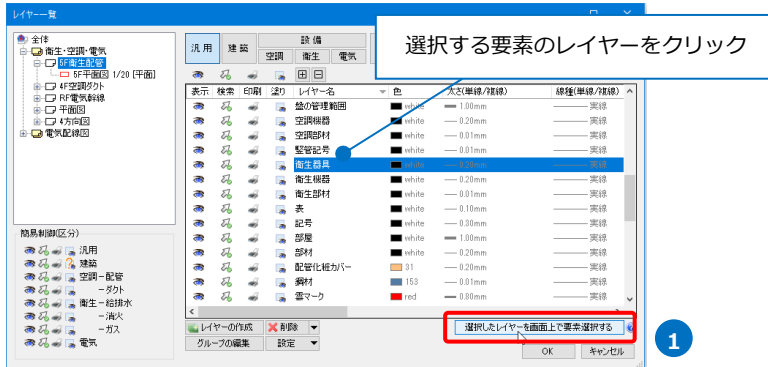 レイヤー一覧
選択する要素のレイヤーをクリック
全体
衛生・空調・電気
5F衛生配管
5F平面図 1/20 [平面]
4F空調ダクト
RF電気幹線
平面図
4方向図
電気配線図
簡易制御(区分)
汎用
建築
空調-配管
-ダクト
衛生-給排水
-消火
-ガス
電気
汎用 建築 設備
空調 衛生 電気
表示 検索 印刷 塗り レイヤー名 色 太さ(単線/複線) 線種(単線/複線)
盤の管理範囲 white 1.00mm 実線
空調機器 white 0.20mm 実線
空調部材 white 0.01mm 実線
竪管記号 white 0.01mm 実線
衛生器具 white 0.20mm 実線
衛生機器 white 0.20mm 実線
衛生部材 white 0.01mm 実線
表 white 0.10mm 実線
記号 white 0.30mm 実線
部屋 white 1.00mm 実線
部材 white 0.20mm 実線
配管化粧カバー 31 0.20mm 実線
鋼材 153 0.01mm 実線
雲マーク red 0.80mm 実線
レイヤーの作成 削除 選択したレイヤーを画面上で要素選択する
グループの編集 設定 OK キャンセル
1